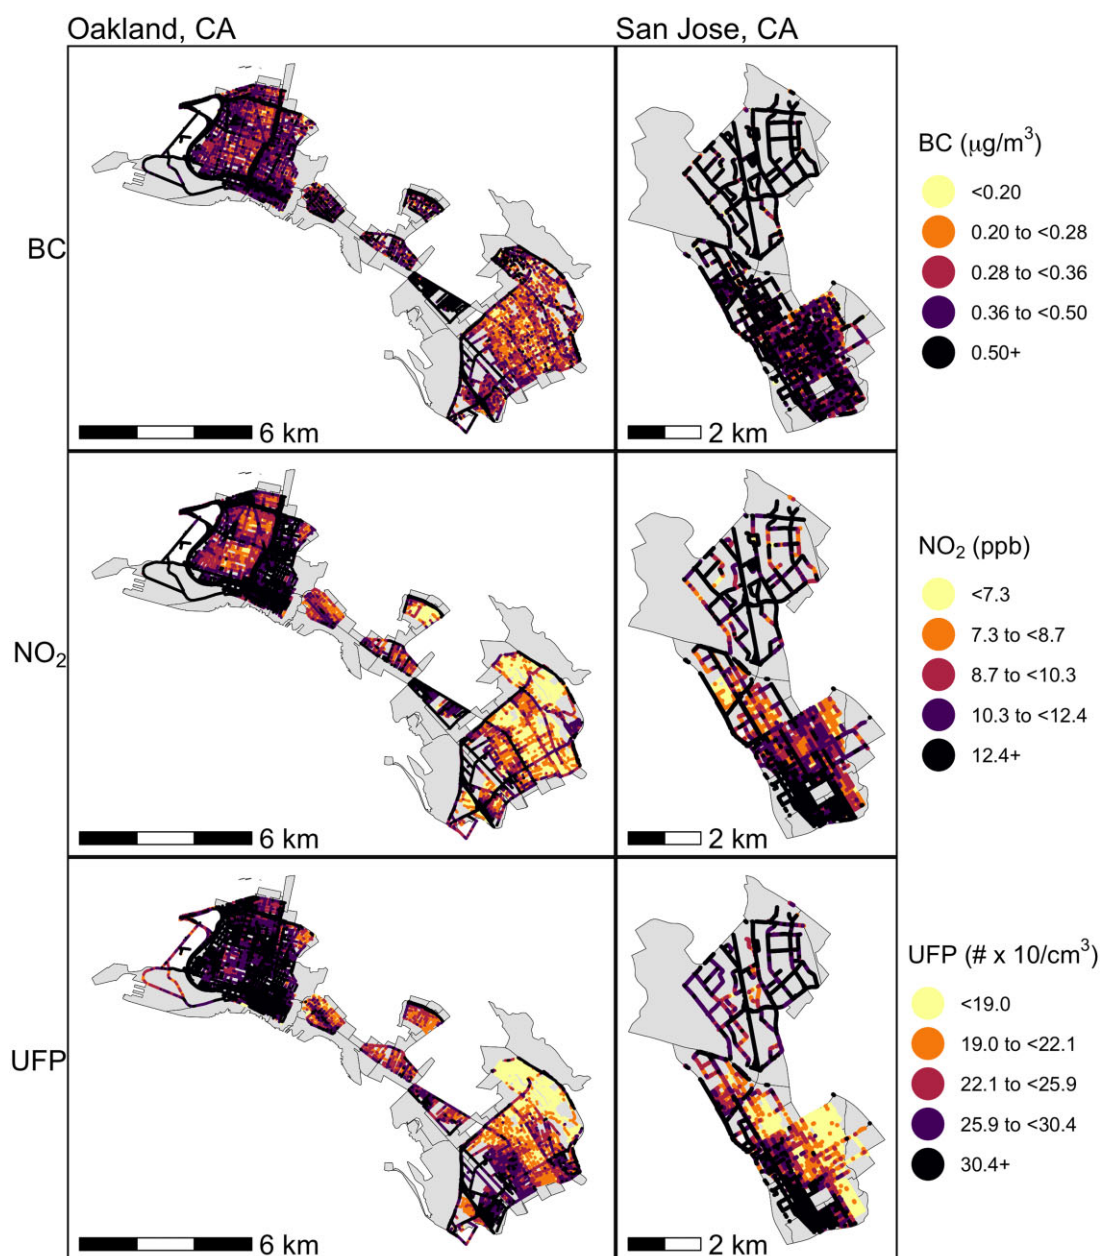 Oakland, CA
San Jose, CA
BC
6 km
2 km
BC (μg/m³)
<0.20
0.20 to <0.28
0.28 to <0.36
0.36 to <0.50
0.50+
NO₂
6 km
2 km
NO₂ (ppb)
<7.3
7.3 to <8.7
8.7 to <10.3
10.3 to <12.4
12.4+
UFP
6 km
2 km
UFP (# x 10/cm³)
<19.0
19.0 to <22.1
22.1 to <25.9
25.9 to <30.4
30.4+